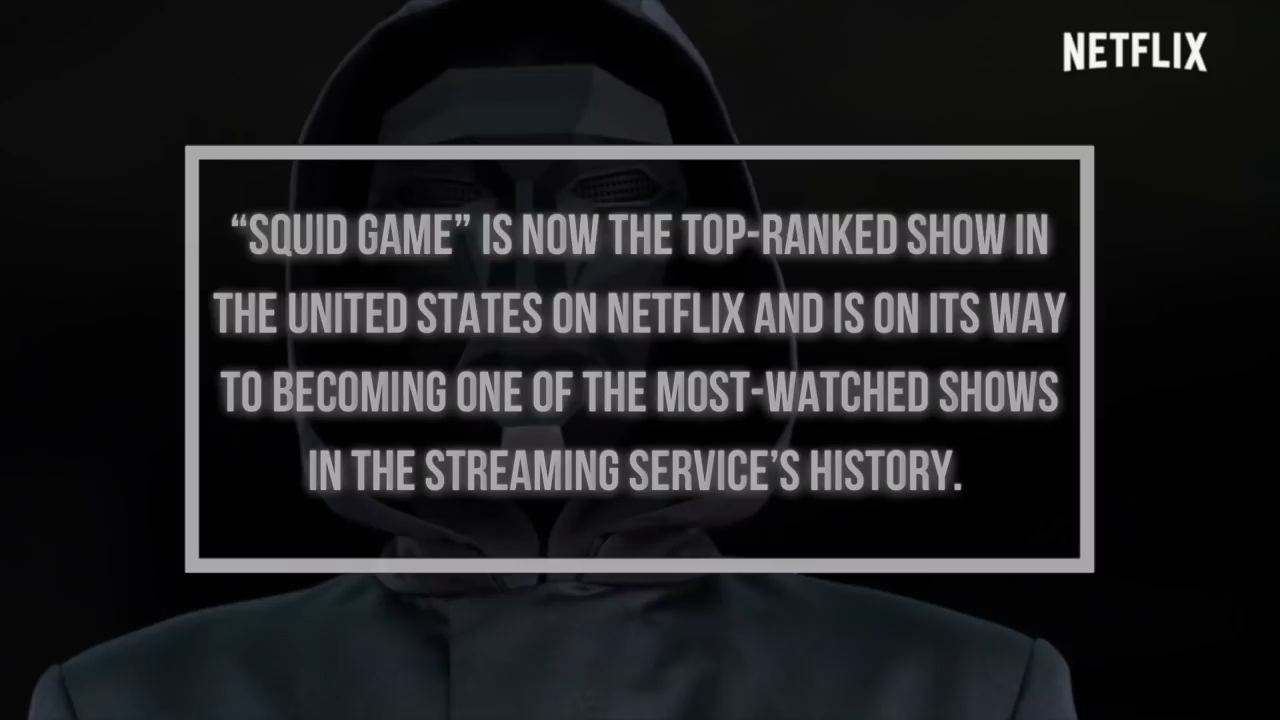 NETFLIX
“SQUID GAME” IS NOW THE TOP-RANKED SHOW IN
THE UNITED STATES ON NETFLIX AND IS ON ITS WAY
TO BECOMING ONE OF THE MOST-WATCHED SHOWS
IN THE STREAMING SERVICE’S HISTORY.